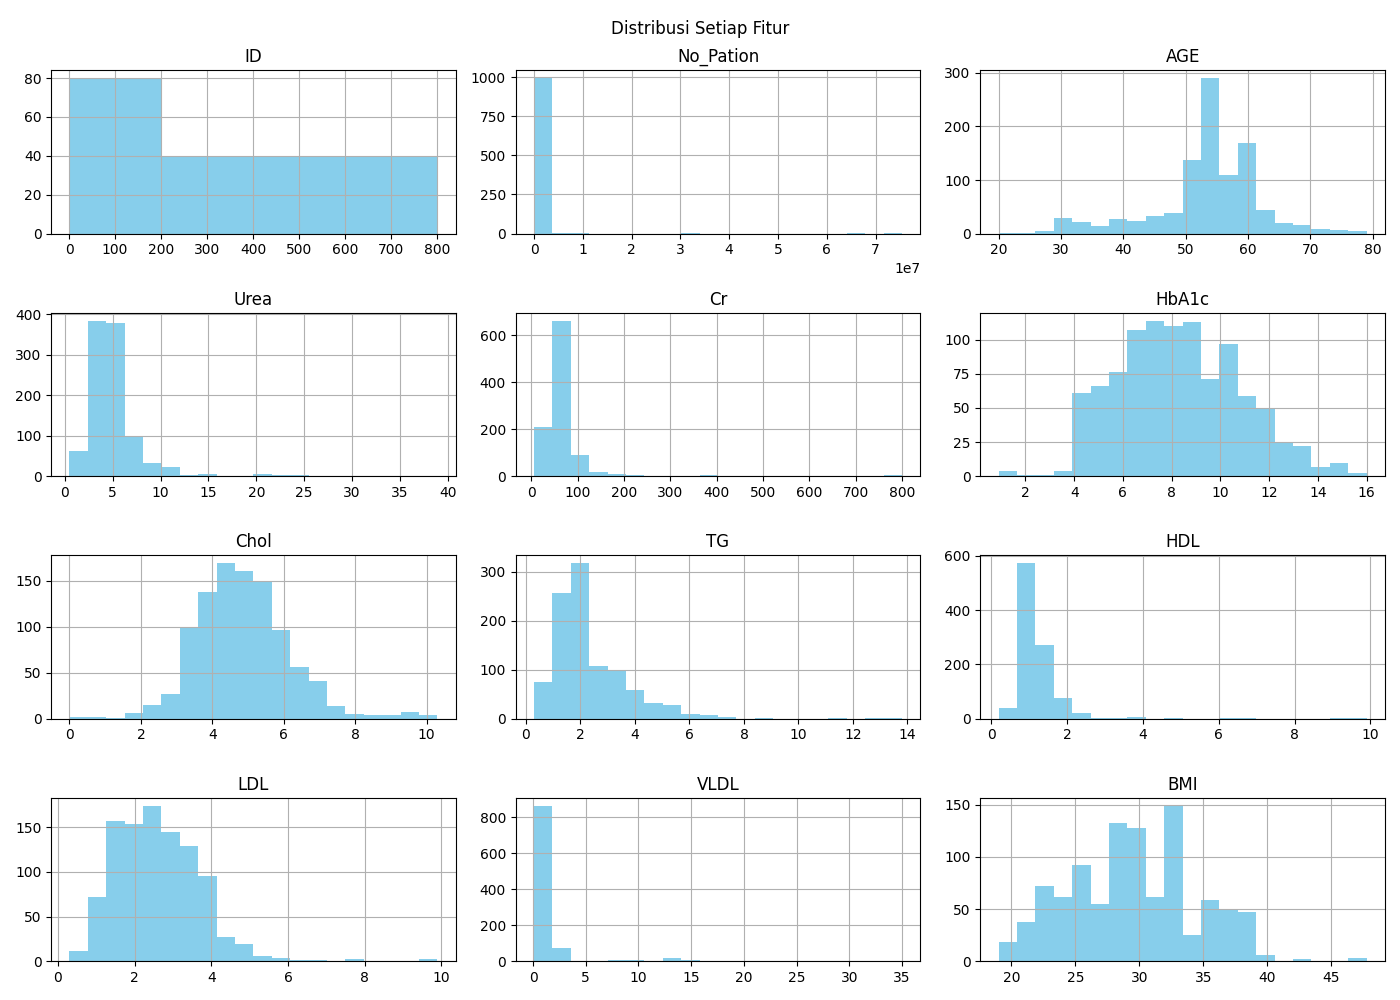 Distribusi Setiap Fitur
ID
80
60
40
20
0
0 100 200 300 400 500 600 700 800
No_Pation
1000
750
500
250
0
0 1 2 3 4 5 6 7
1e7
AGE
300
200
100
0
20 30 40 50 60 70 80
Urea
400
300
200
100
0
0 5 10 15 20 25 30 35 40
Cr
600
400
200
0
0 100 200 300 400 500 600 700 800
HbA1c
100
75
50
25
0
2 4 6 8 10 12 14 16
Chol
150
100
50
0
0 2 4 6 8 10
TG
300
200
100
0
0 2 4 6 8 10 12 14
HDL
600
400
200
0
0 2 4 6 8 10
LDL
150
100
50
0
0 2 4 6 8 10
VLDL
800
600
400
200
0
0 5 10 15 20 25 30 35
BMI
150
100
50
0
20 25 30 35 40 45